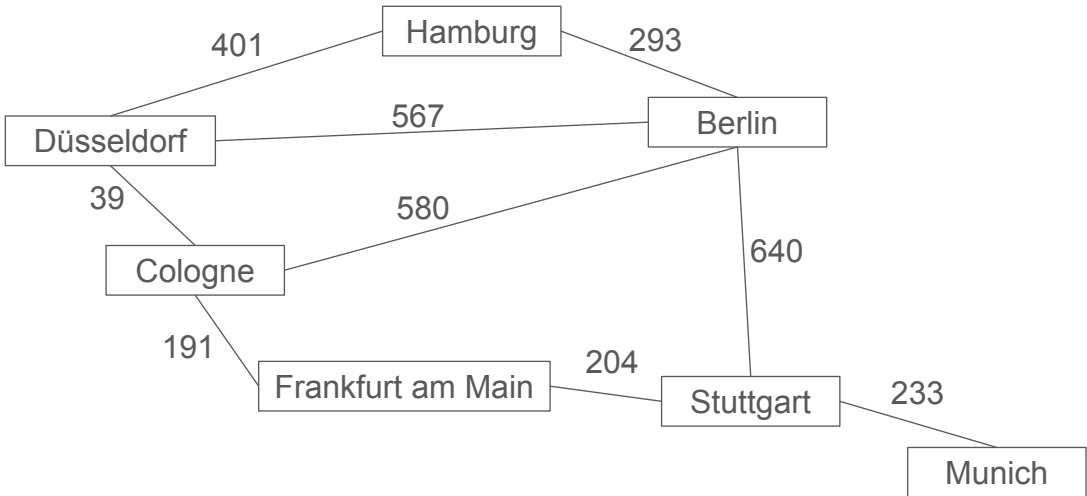 Hamburg
401
293
Berlin
567
Düsseldorf
39
580
Cologne
640
191
204
Frankfurt am Main
Stuttgart
233
Munich